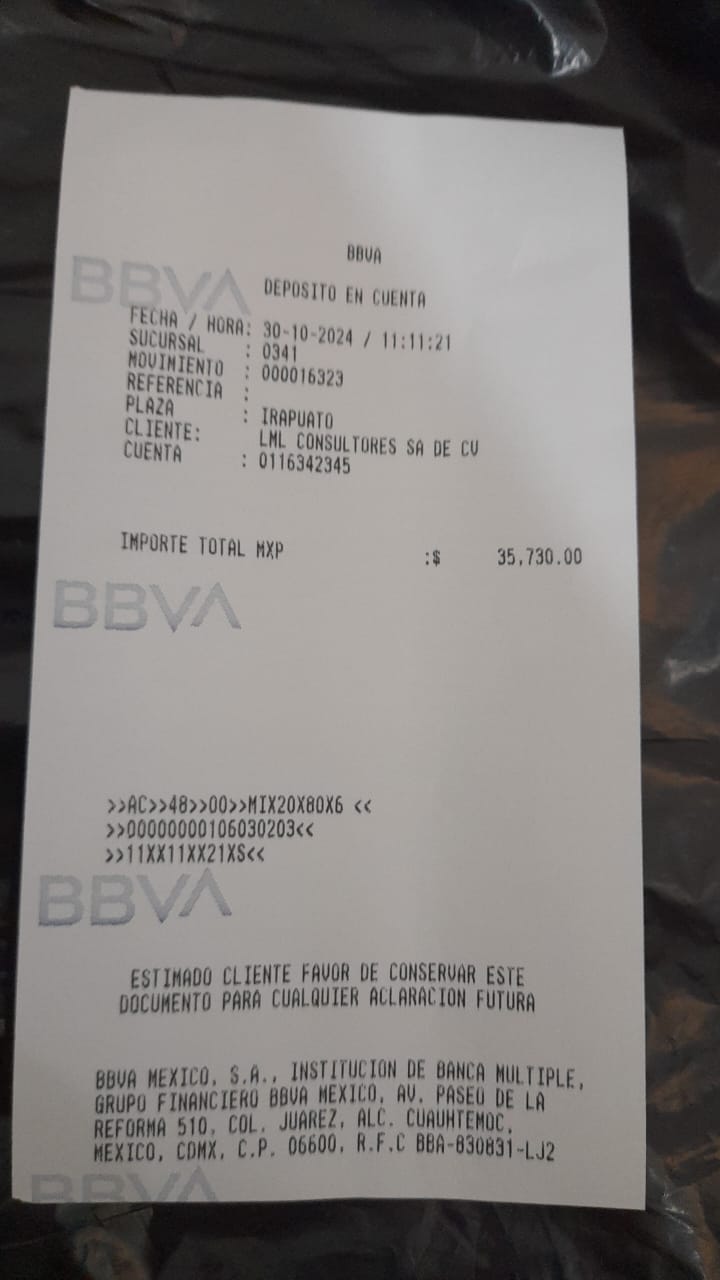 BBVA
DEPOSITO EN CUENTA
BBVA
FECHA / HORA: 30-10-2024 / 11:11:21
SUCURSAL : 0341
MOVIMIENTO : 000016323
REFERENCIA :
PLAZA : IRAPUATO
CLIENTE: LML CONSULTORES SA DE CV
CUENTA : 0116342345
IMPORTE TOTAL MXP :$ 35,730.00
BBVA
>>AC>>48>>00>>MIX20X80X6 <<
>>00000000106030203<<
>>11XX11XX21XS<<
BBVA
ESTIMADO CLIENTE FAVOR DE CONSERVAR ESTE
DOCUMENTO PARA CUALQUIER ACLARACION FUTURA
BBVA MEXICO, S.A., INSTITUCION DE BANCA MULTIPLE,
GRUPO FINANCIERO BBVA MEXICO, AV. PASEO DE LA
REFORMA 510, COL. JUAREZ, ALC. CUAUHTEMOC,
MEXICO, CDMX, C.P. 06600, R.F.C BBA-830831-LJ2
BBVA